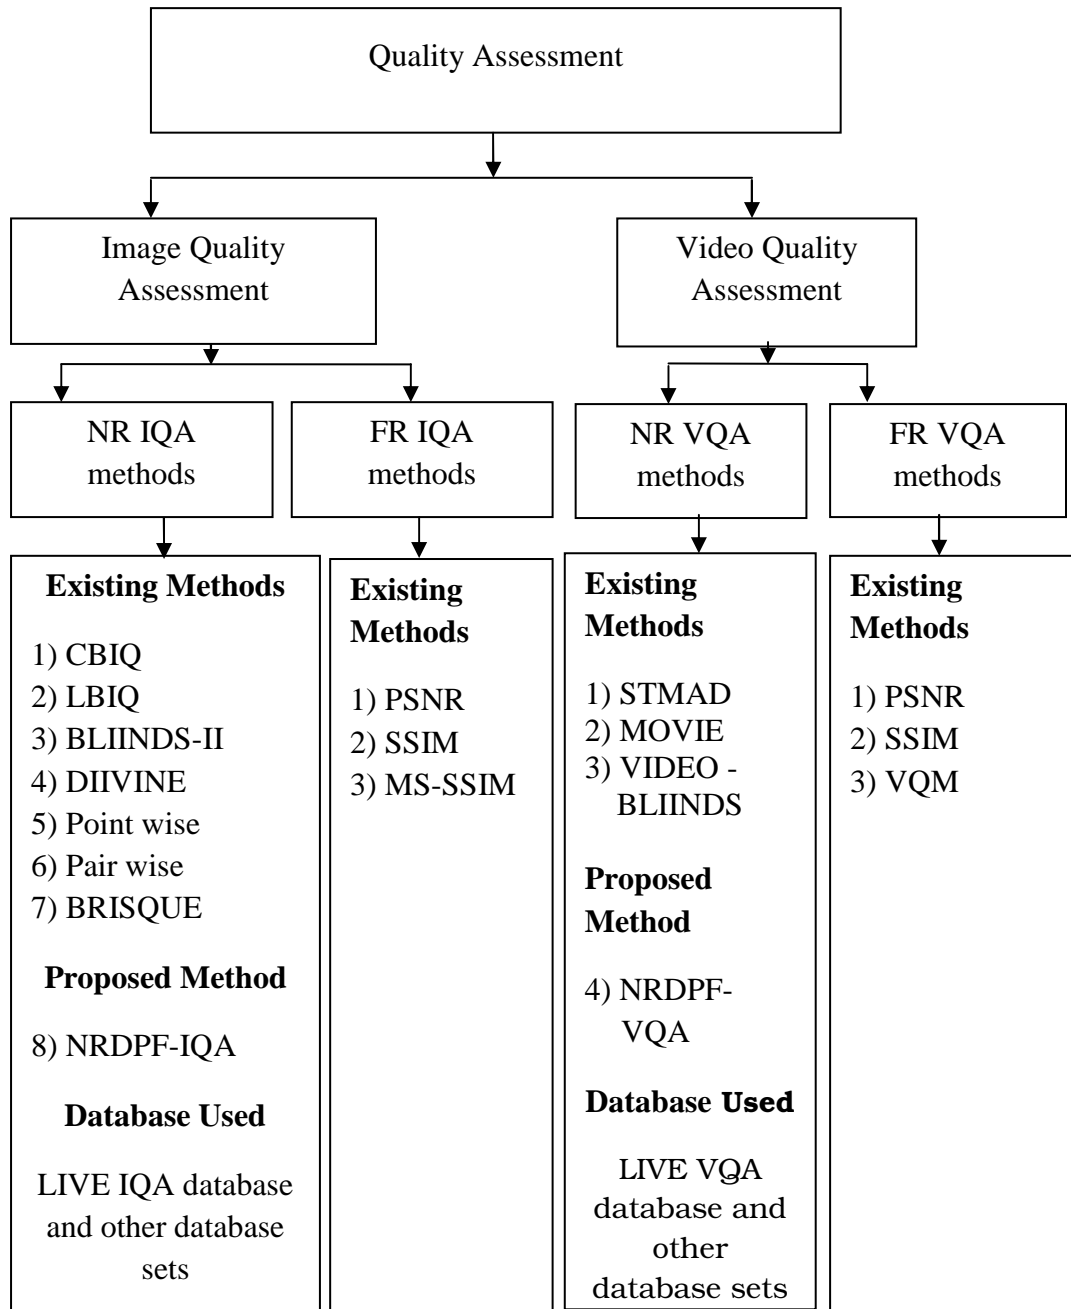 Quality Assessment
Image Quality
Assessment
Video Quality
Assessment
NR IQA
methods
FR IQA
methods
NR VQA
methods
FR VQA
methods
Existing Methods
1) CBIQ
2) LBIQ
3) BLIINDS-II
4) DIIVINE
5) Point wise
6) Pair wise
7) BRISQUE
Proposed Method
8) NRDPF-IQA
Database Used
LIVE IQA database
and other database
sets
Existing
Methods
1) PSNR
2) SSIM
3) MS-SSIM
Existing
Methods
1) STMAD
2) MOVIE
3) VIDEO -
BLIINDS
Proposed
Method
4) NRDPF-
VQA
Database Used
LIVE VQA
database and
other
database sets
Existing
Methods
1) PSNR
2) SSIM
3) VQM